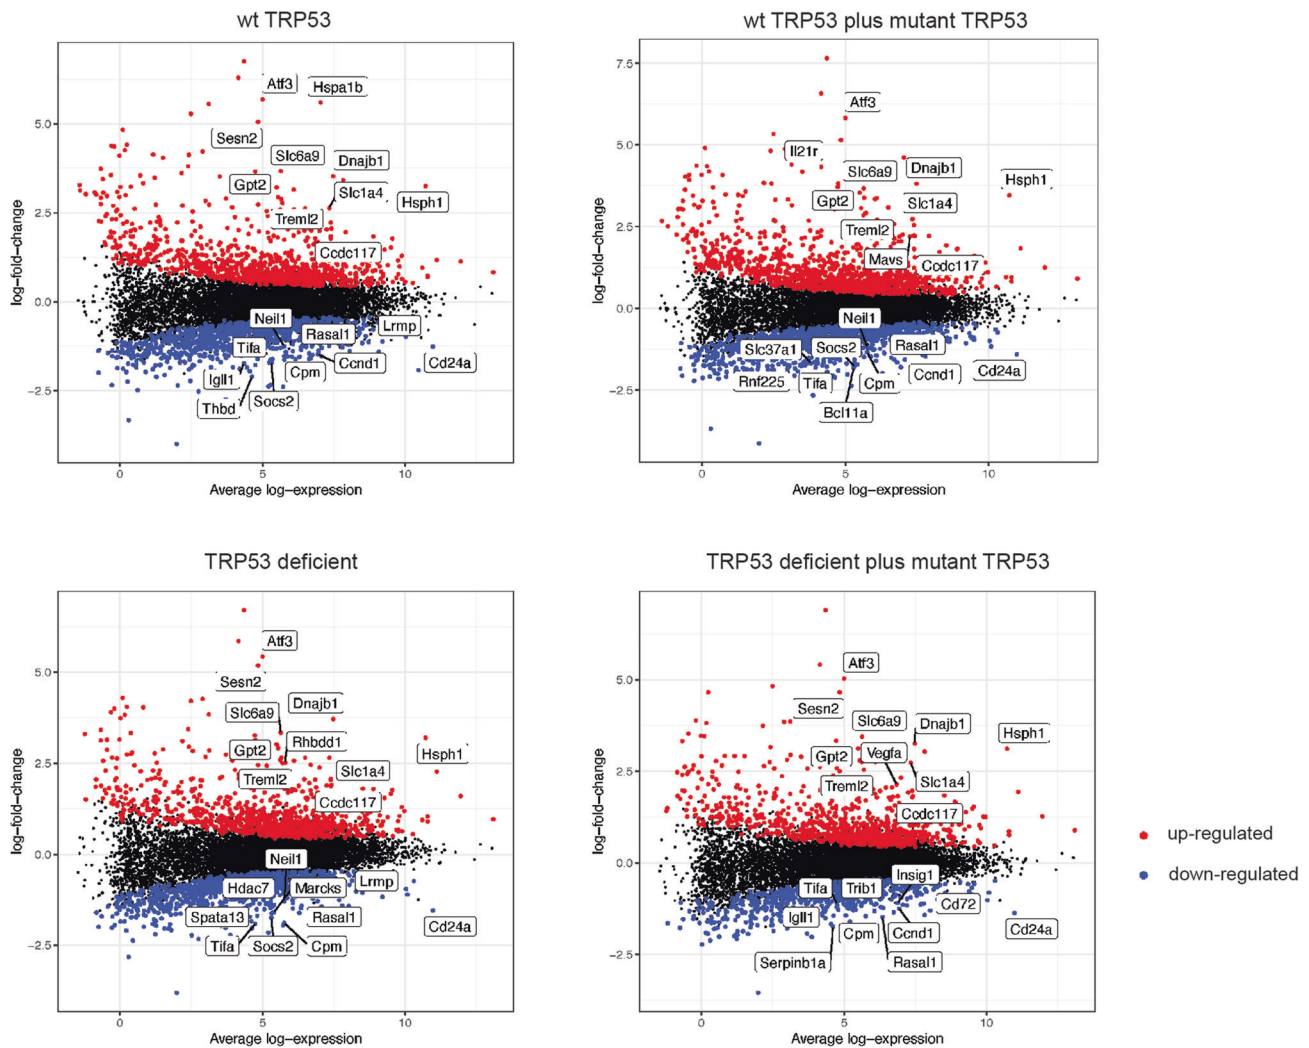 wt TRP53
Atf3
Hspa1b
Sesn2
Slc6a9
Dnajb1
Gpt2
Slc1a4
Hsph1
Treml2
Ccdc117
Neil1
Rasal1
Lrmp
Tifa
Igll1
Cpm
Ccnd1
Cd24a
Thbd
Socs2
5.0
2.5
0.0
−2.5
log−fold−change
0
5
10
Average log−expression
wt TRP53 plus mutant TRP53
Atf3
Il21r
Slc6a9
Dnajb1
Hsph1
Gpt2
Slc1a4
Treml2
Mavs
Ccdc117
Neil1
Slc37a1
Socs2
Rasal1
Rnf225
Tifa
Cpm
Ccnd1
Cd24a
Bcl11a
7.5
5.0
2.5
0.0
−2.5
log−fold−change
0
5
10
Average log−expression
TRP53 deficient
Atf3
Sesn2
Slc6a9
Dnajb1
Gpt2
Rhbdd1
Hsph1
Treml2
Slc1a4
Ccdc117
Neil1
Hdac7
Marcks
Lrmp
Spata13
Rasal1
Cd24a
Tifa
Socs2
Cpm
5.0
2.5
0.0
−2.5
log−fold−change
0
5
10
Average log−expression
TRP53 deficient plus mutant TRP53
Atf3
Sesn2
Slc6a9
Dnajb1
Hsph1
Gpt2
Vegfa
Treml2
Slc1a4
Ccdc117
Tifa
Trib1
Insig1
Igll1
Cd72
Cpm
Ccnd1
Cd24a
Serpinb1a
Rasal1
5.0
2.5
0.0
−2.5
log−fold−change
0
5
10
Average log−expression
up-regulated
down-regulated